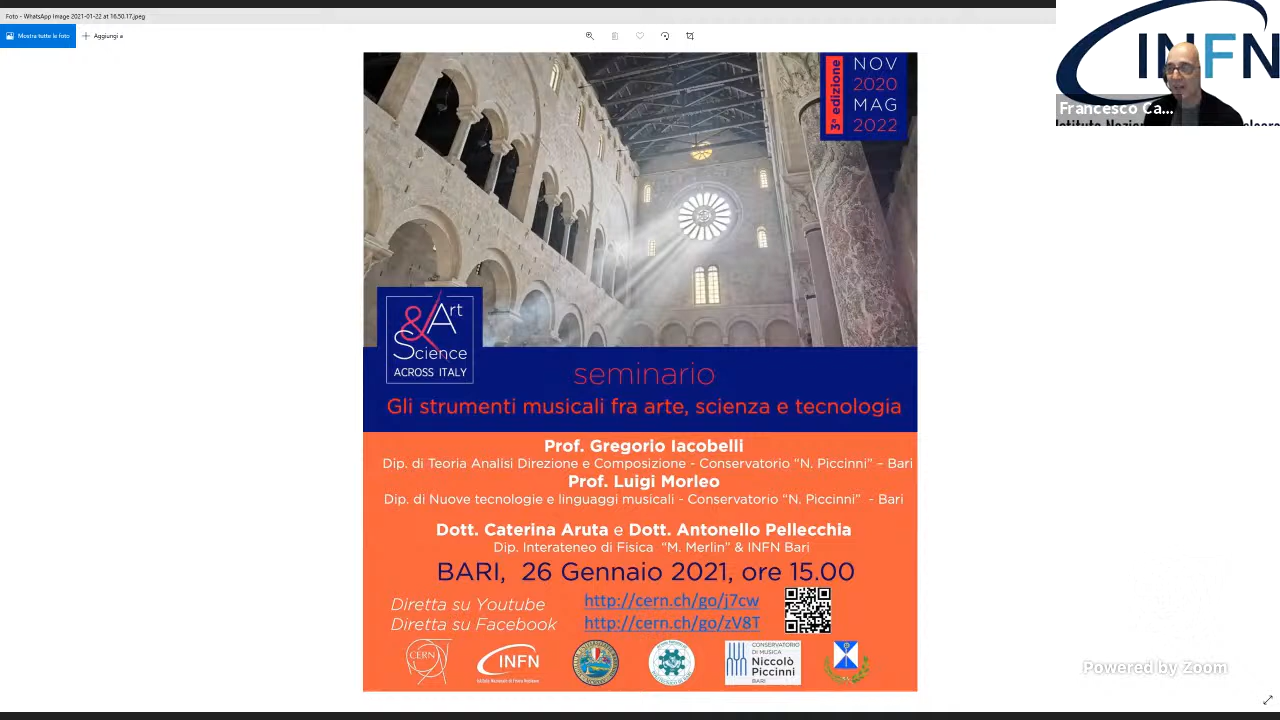 Foto - WhatsApp Image 2021-01-22 at 16.50.17.jpeg
Mostra tutte le foto
Aggiungi a
INFN
Francesco Ca...
3ª edizione
NOV
2020
MAG
2022
Art
&
Science
ACROSS ITALY
seminario
Gli strumenti musicali fra arte, scienza e tecnologia
Prof. Gregorio Iacobelli
Dip. di Teoria Analisi Direzione e Composizione - Conservatorio “N. Piccinni” – Bari
Prof. Luigi Morleo
Dip. di Nuove tecnologie e linguaggi musicali - Conservatorio “N. Piccinni” - Bari
Dott. Caterina Aruta e Dott. Antonello Pellecchia
Dip. Interateneo di Fisica “M. Merlin” & INFN Bari
BARI, 26 Gennaio 2021, ore 15.00
Diretta su Youtube http://cern.ch/go/j7cw
Diretta su Facebook http://cern.ch/go/zV8T
CERN
INFN
CONSERVATORIO
DI MUSICA
Niccolò
Piccinni
BARI
Powered by Zoom